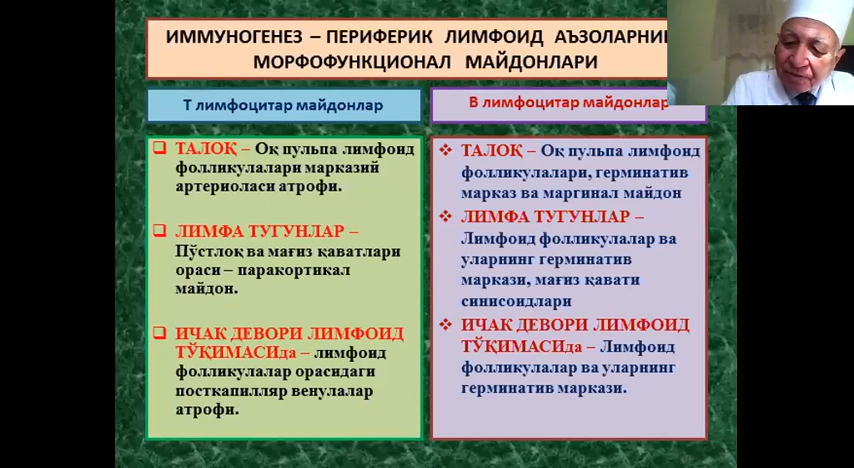 ИММУНОГЕНЕЗ – ПЕРИФЕРИК ЛИМФОИД АЪЗОЛАРНИ
МОРФОФУНКЦИОНАЛ МАЙДОНЛАРИ
Т лимфоцитар майдонлар
В лимфоцитар майдонлар
❑ ТАЛОҚ – Оқ пульпа лимфоид
фолликулалари марказий
артериоласи атрофи.
❑ ЛИМФА ТУГУНЛАР –
Пўстлоқ ва мағиз қаватлари
ораси – паракортикал
майдон.
❑ ИЧАК ДЕВОРИ ЛИМФОИД
ТЎҚИМАСИда – лимфоид
фолликулалар орасидаги
посткапилляр венулалар
атрофи.
❖ ТАЛОҚ – Оқ пульпа лимфоид
фолликулалари, герминатив
марказ ва маргинал майдон
❖ ЛИМФА ТУГУНЛАР –
Лимфоид фолликулалар ва
уларнинг герминатив
маркази, мағиз қавати
синисоидлари
❖ ИЧАК ДЕВОРИ ЛИМФОИД
ТЎҚИМАСИда – Лимфоид
фолликулалар ва уларнинг
герминатив маркази.